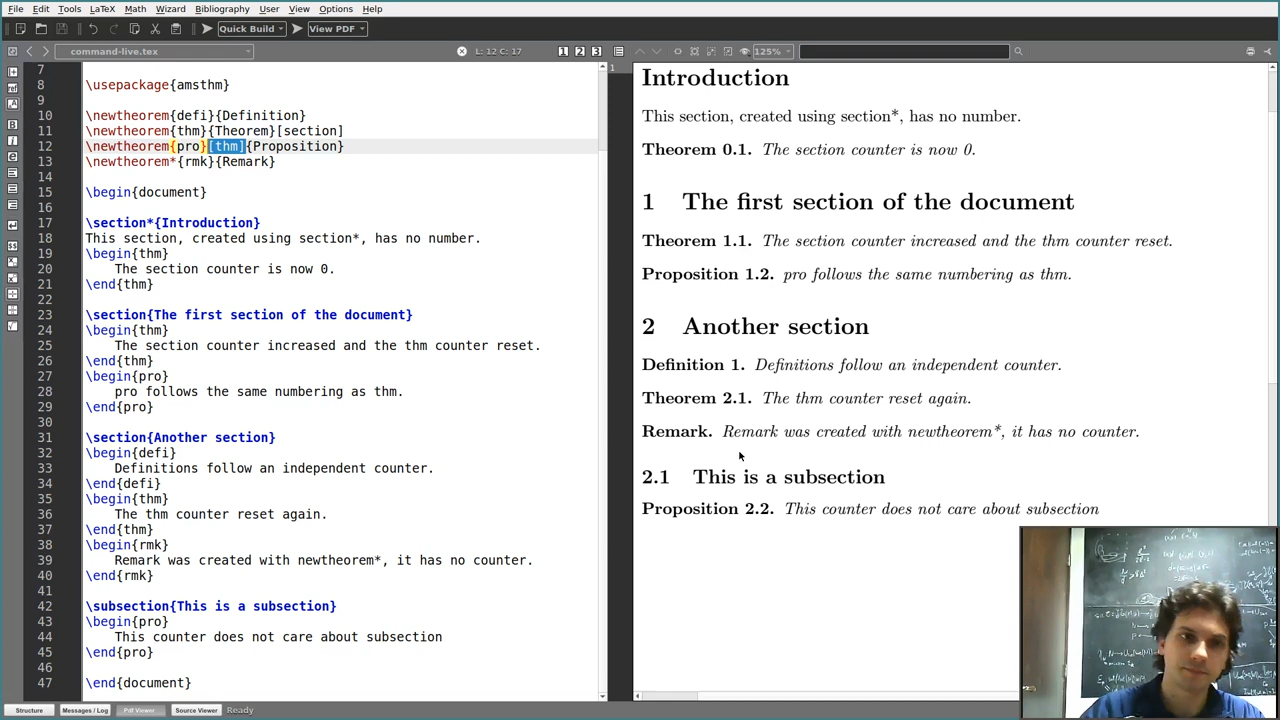 File Edit Tools LaTeX Math Wizard Bibliography User View Options Help
Quick Build View PDF
command-live.tex
L: 12 C: 17
1 2 3
125%
7
8 \usepackage{amsthm}
9
10 \newtheorem{defi}{Definition}
11 \newtheorem{thm}{Theorem}[section]
12 \newtheorem{pro}[thm]{Proposition}
13 \newtheorem*{rmk}{Remark}
14
15 \begin{document}
16
17 \section*{Introduction}
18 This section, created using section*, has no number.
19 \begin{thm}
20 The section counter is now 0.
21 \end{thm}
22
23 \section{The first section of the document}
24 \begin{thm}
25 The section counter increased and the thm counter reset.
26 \end{thm}
27 \begin{pro}
28 pro follows the same numbering as thm.
29 \end{pro}
30
31 \section{Another section}
32 \begin{defi}
33 Definitions follow an independent counter.
34 \end{defi}
35 \begin{thm}
36 The thm counter reset again.
37 \end{thm}
38 \begin{rmk}
39 Remark was created with newtheorem*, it has no counter.
40 \end{rmk}
41
42 \subsection{This is a subsection}
43 \begin{pro}
44 This counter does not care about subsection
45 \end{pro}
46
47 \end{document}
1
Introduction
This section, created using section*, has no number.
Theorem 0.1. The section counter is now 0.
1 The first section of the document
Theorem 1.1. The section counter increased and the thm counter reset.
Proposition 1.2. pro follows the same numbering as thm.
2 Another section
Definition 1. Definitions follow an independent counter.
Theorem 2.1. The thm counter reset again.
Remark. Remark was created with newtheorem*, it has no counter.
2.1 This is a subsection
Proposition 2.2. This counter does not care about subsection
Structure Messages / Log Pdf Viewer Source Viewer Ready